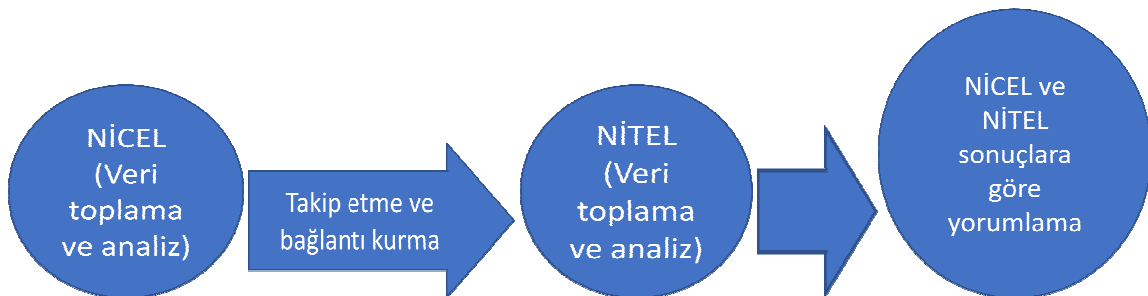 NİCEL
(Veri
toplama
ve analiz)
Takip etme ve
bağlantı kurma
NİTEL
(Veri
toplama
ve analiz)
NİCEL ve
NİTEL
sonuçlara
göre
yorumlama